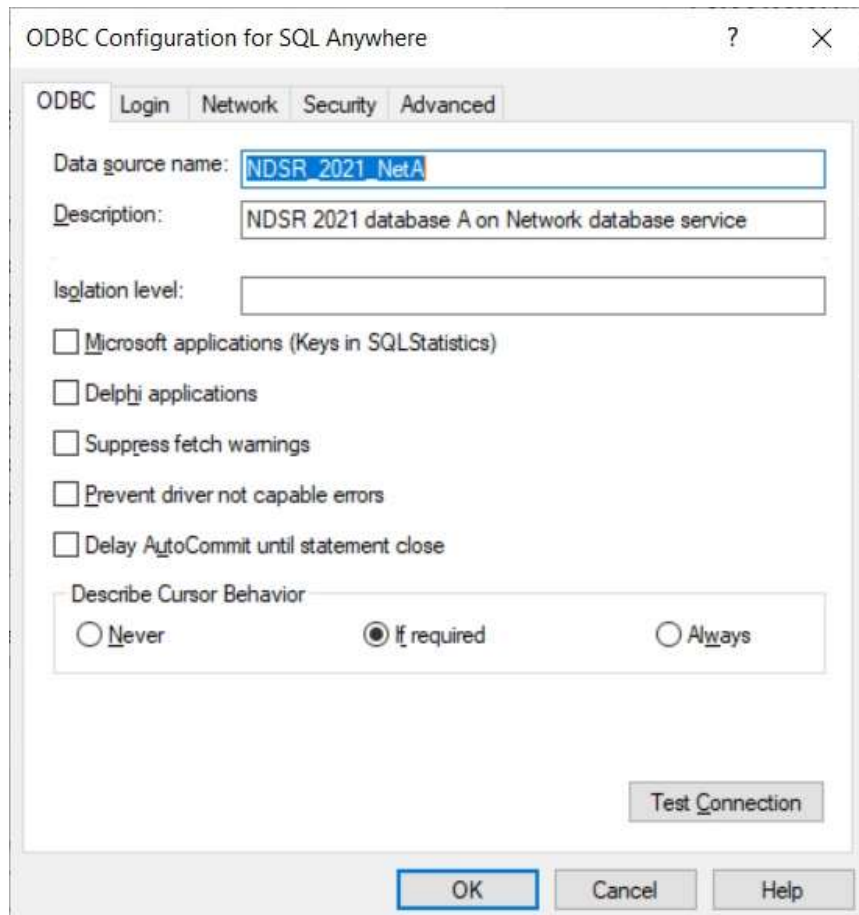 ODBC Configuration for SQL Anywhere ? X
ODBC Login Network Security Advanced
Data source name: NDSR_2021_NetA
Description: NDSR 2021 database A on Network database service
Isolation level:
Microsoft applications (Keys in SQLStatistics)
Delphi applications
Suppress fetch warnings
Prevent driver not capable errors
Delay AutoCommit until statement close
Describe Cursor Behavior
Never If required Always
Test Connection
OK Cancel Help